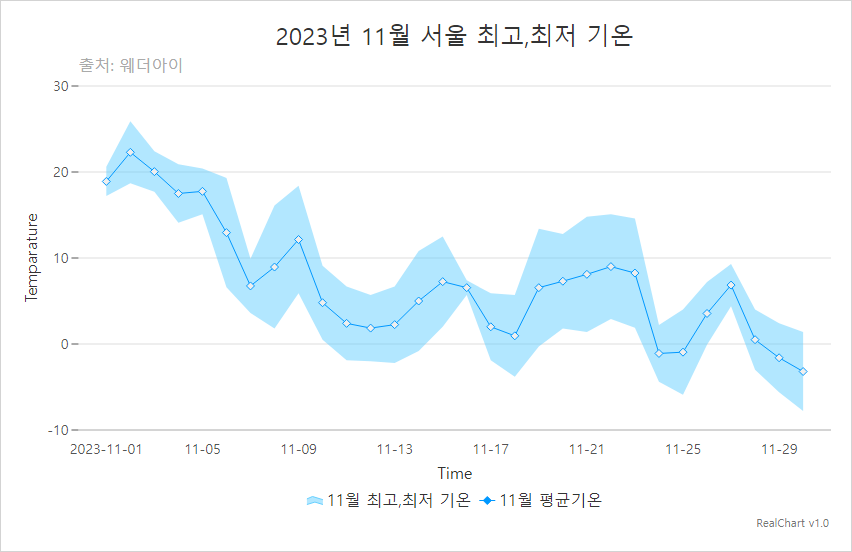 2023년 11월 서울 최고,최저 기온
출처: 웨더아이
30
20
10
0
-10
Temparature
2023-11-01 11-05 11-09 11-13 11-17 11-21 11-25 11-29
Time
11월 최고,최저 기온 11월 평균기온
RealChart v1.0